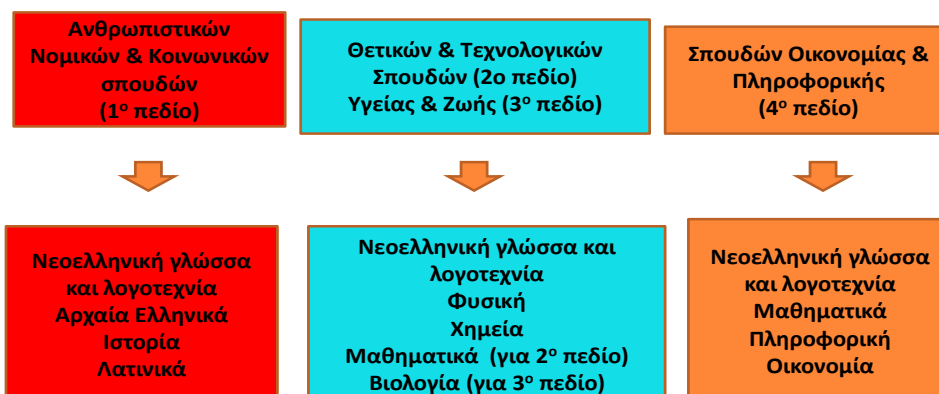 Ανθρωπιστικών
Νομικών & Κοινωνικών
σπουδών
(1ο πεδίο)
Θετικών & Τεχνολογικών
Σπουδών (2ο πεδίο)
Υγείας & Ζωής (3ο πεδίο)
Σπουδών Οικονομίας &
Πληροφορικής
(4ο πεδίο)
Νεοελληνική γλώσσα
και λογοτεχνία
Αρχαία Ελληνικά
Ιστορία
Λατινικά
Νεοελληνική γλώσσα και
λογοτεχνία
Φυσική
Χημεία
Μαθηματικά (για 2ο πεδίο)
Βιολογία (για 3ο πεδίο)
Νεοελληνική γλώσσα
και λογοτεχνία
Μαθηματικά
Πληροφορική
Οικονομία